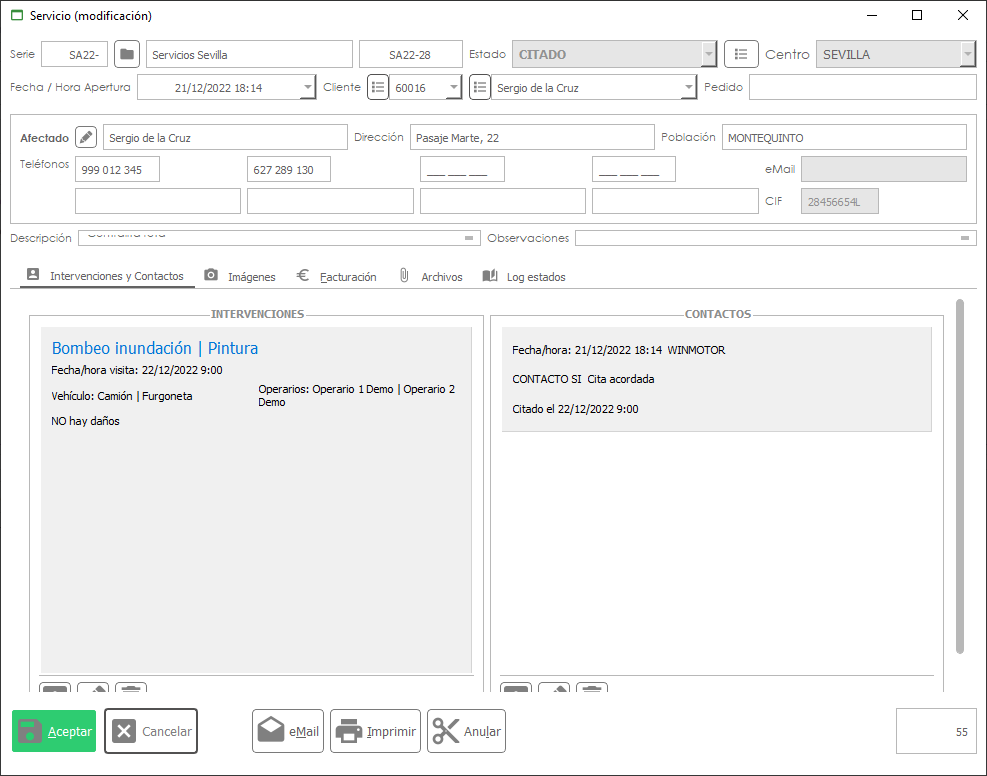 Servicio (modificación)
Serie SA22- Servicios Sevilla SA22-28 Estado CITADO Centro SEVILLA
Fecha / Hora Apertura 21/12/2022 18:14 Cliente 60016 Sergio de la Cruz Pedido
Afectado Sergio de la Cruz Dirección Pasaje Marte, 22 Población MONTEQUINTO
Teléfonos 999 012 345 627 289 130 ___ ___ ___ ___ ___ ___ eMail
CIF 28456654L
Descripción Observaciones
Intervenciones y Contactos Imágenes Facturación Archivos Log estados
INTERVENCIONES
Bombeo inundación | Pintura
Fecha/hora visita: 22/12/2022 9:00
Vehículo: Camión | Furgoneta
Operarios: Operario 1 Demo | Operario 2
Demo
NO hay daños
CONTACTOS
Fecha/hora: 21/12/2022 18:14 WINMOTOR
CONTACTO SI Cita acordada
Citado el 22/12/2022 9:00
Aceptar Cancelar eMail Imprimir Anular 55